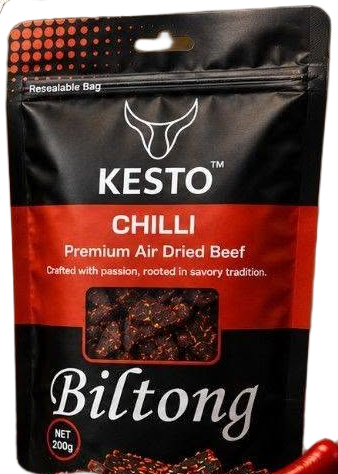 Resealable Bag
KESTO™
CHILLI
Premium Air Dried Beef
Crafted with passion, rooted in savory tradition.
Biltong
NET
200g